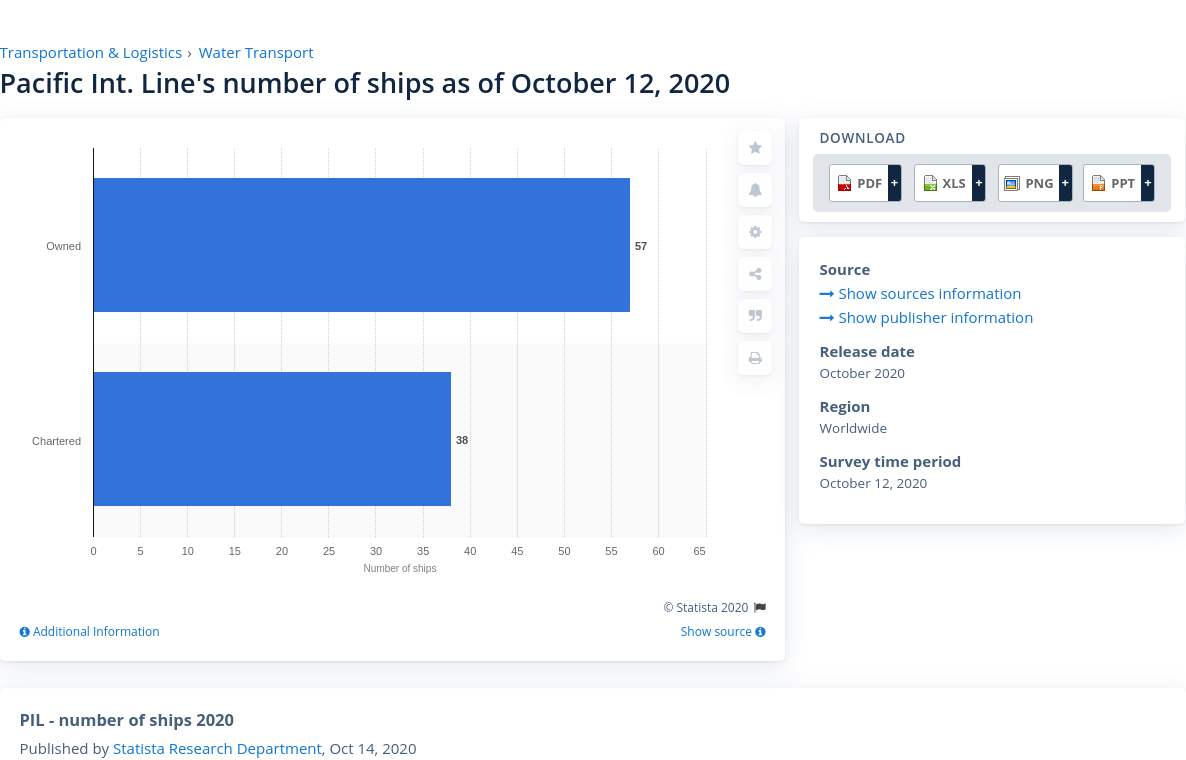 Transportation & Logistics › Water Transport
Pacific Int. Line's number of ships as of October 12, 2020
Owned
57
Chartered
38
0 5 10 15 20 25 30 35 40 45 50 55 60 65
Number of ships
© Statista 2020
Additional Information
Show source
DOWNLOAD
PDF + XLS + PNG + PPT +
Source
Show sources information
Show publisher information
Release date
October 2020
Region
Worldwide
Survey time period
October 12, 2020
PIL - number of ships 2020
Published by Statista Research Department, Oct 14, 2020